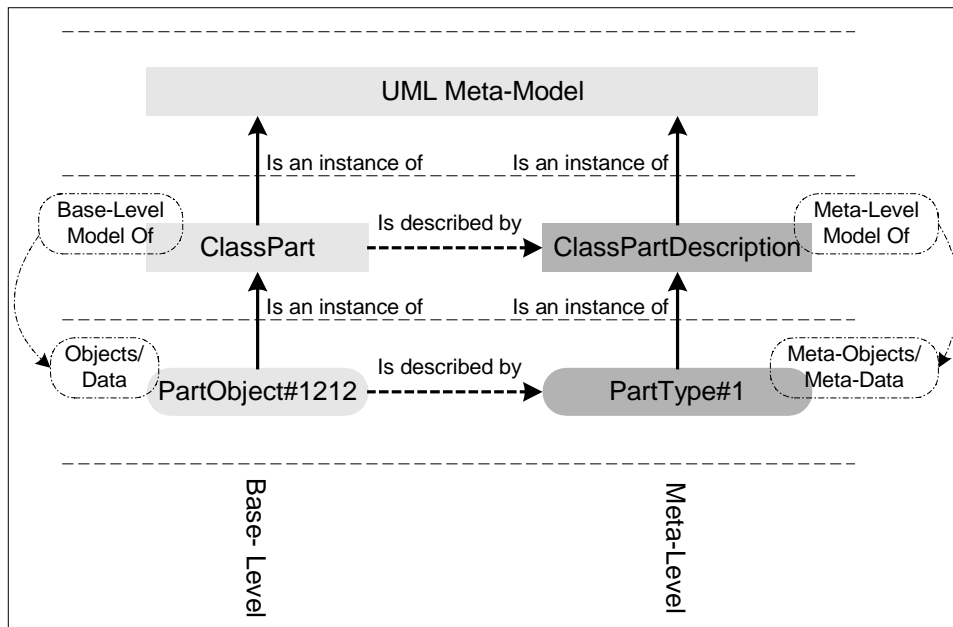 UML Meta-Model
Is an instance of
Is an instance of
Base-Level
Model Of
ClassPart
Is described by
ClassPartDescription
Meta-Level
Model Of
Is an instance of
Is an instance of
Objects/
Data
PartObject#1212
Is described by
PartType#1
Meta-Objects/
Meta-Data
Base- Level
Meta-Level